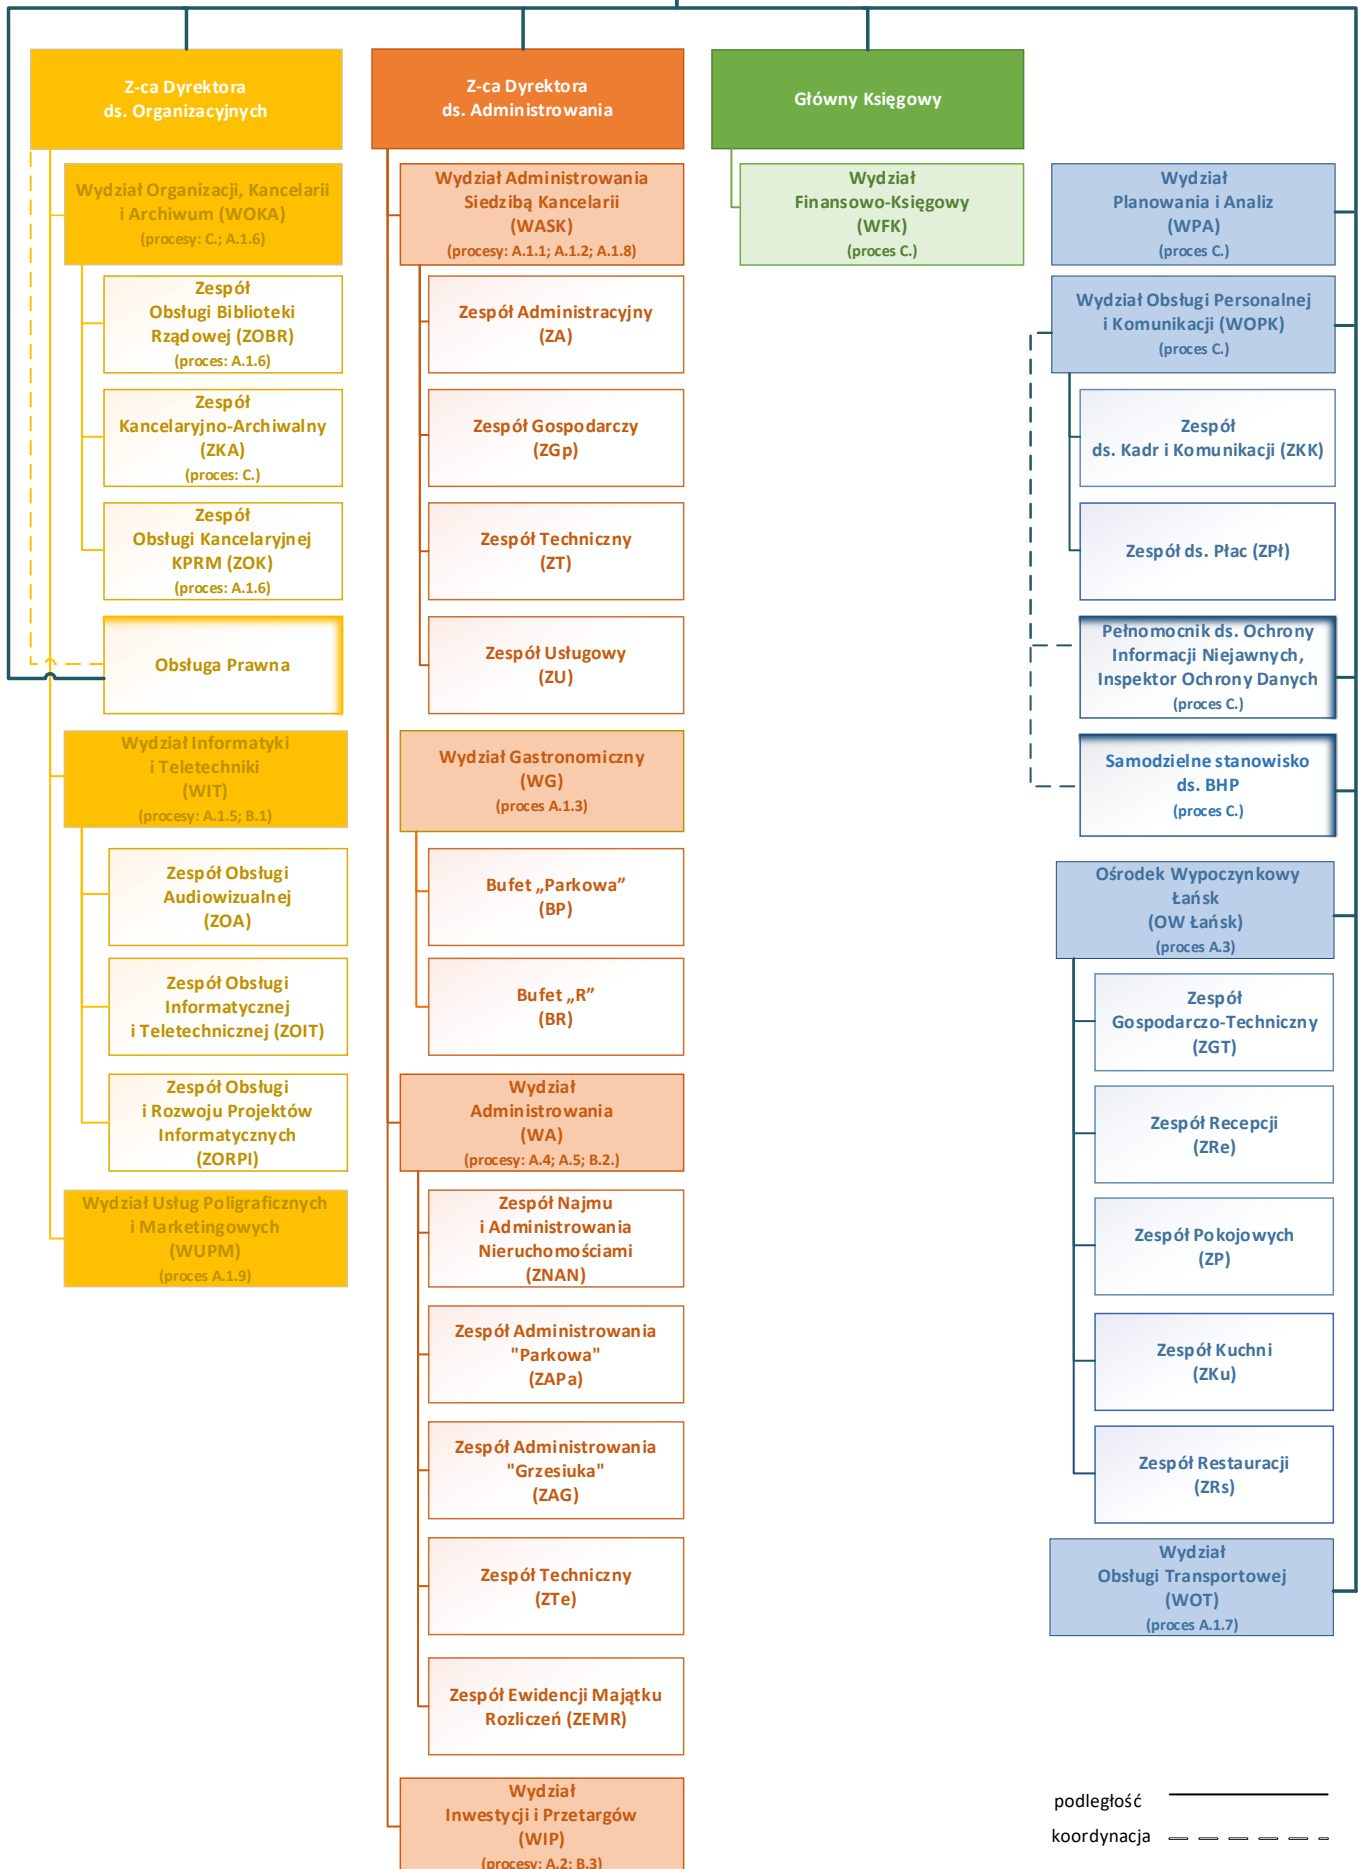 Z-ca Dyrektora
ds. Organizacyjnych
Wydział Organizacji, Kancelarii
i Archiwum (WOKA)
(procesy: C.; A.1.6)
Zespół
Obsługi Biblioteki
Rządowej (ZOBR)
(proces: A.1.6)
Zespół
Kancelaryjno-Archiwalny
(ZKA)
(proces: C.)
Zespół
Obsługi Kancelaryjnej
KPRM (ZOK)
(proces: A.1.6)
Obsługa Prawna
Wydział Informatyki
i Teletechniki
(WIT)
(procesy: A.1.5; B.1)
Zespół Obsługi
Audiowizualnej
(ZOA)
Zespół Obsługi
Informatycznej
i Teletechnicznej (ZOIT)
Zespół Obsługi
i Rozwoju Projektów
Informatycznych
(ZORPI)
Wydział Usług Poligraficznych
i Marketingowych
(WUPM)
(proces A.1.9)
Z-ca Dyrektora
ds. Administrowania
Wydział Administrowania
Siedzibą Kancelarii
(WASK)
(procesy: A.1.1; A.1.2; A.1.8)
Zespół Administracyjny
(ZA)
Zespół Gospodarczy
(ZGp)
Zespół Techniczny
(ZT)
Zespół Usługowy
(ZU)
Wydział Gastronomiczny
(WG)
(proces A.1.3)
Bufet „Parkowa”
(BP)
Bufet „R”
(BR)
Wydział
Administrowania
(WA)
(procesy: A.4; A.5; B.2.)
Zespół Najmu
i Administrowania
Nieruchomościami
(ZNAN)
Zespół Administrowania
"Parkowa"
(ZAPa)
Zespół Administrowania
"Grzesiuka"
(ZAG)
Zespół Techniczny
(ZTe)
Zespół Ewidencji Majątku
Rozliczeń (ZEMR)
Wydział
Inwestycji i Przetargów
(WIP)
(procesy: A.2; B.3)
Główny Księgowy
Wydział
Finansowo-Księgowy
(WFK)
(proces C.)
Wydział
Planowania i Analiz
(WPA)
(proces C.)
Wydział Obsługi Personalnej
i Komunikacji (WOPK)
(proces C.)
Zespół
ds. Kadr i Komunikacji (ZKK)
Zespół ds. Płac (ZPł)
Pełnomocnik ds. Ochrony
Informacji Niejawnych,
Inspektor Ochrony Danych
(proces C.)
Samodzielne stanowisko
ds. BHP
(proces C.)
Ośrodek Wypoczynkowy
Łańsk
(OW Łańsk)
(proces A.3)
Zespół
Gospodarczo-Techniczny
(ZGT)
Zespół Recepcji
(ZRe)
Zespół Pokojowych
(ZP)
Zespół Kuchni
(ZKu)
Zespół Restauracji
(ZRs)
Wydział
Obsługi Transportowej
(WOT)
(proces A.1.7)
podległość
koordynacja